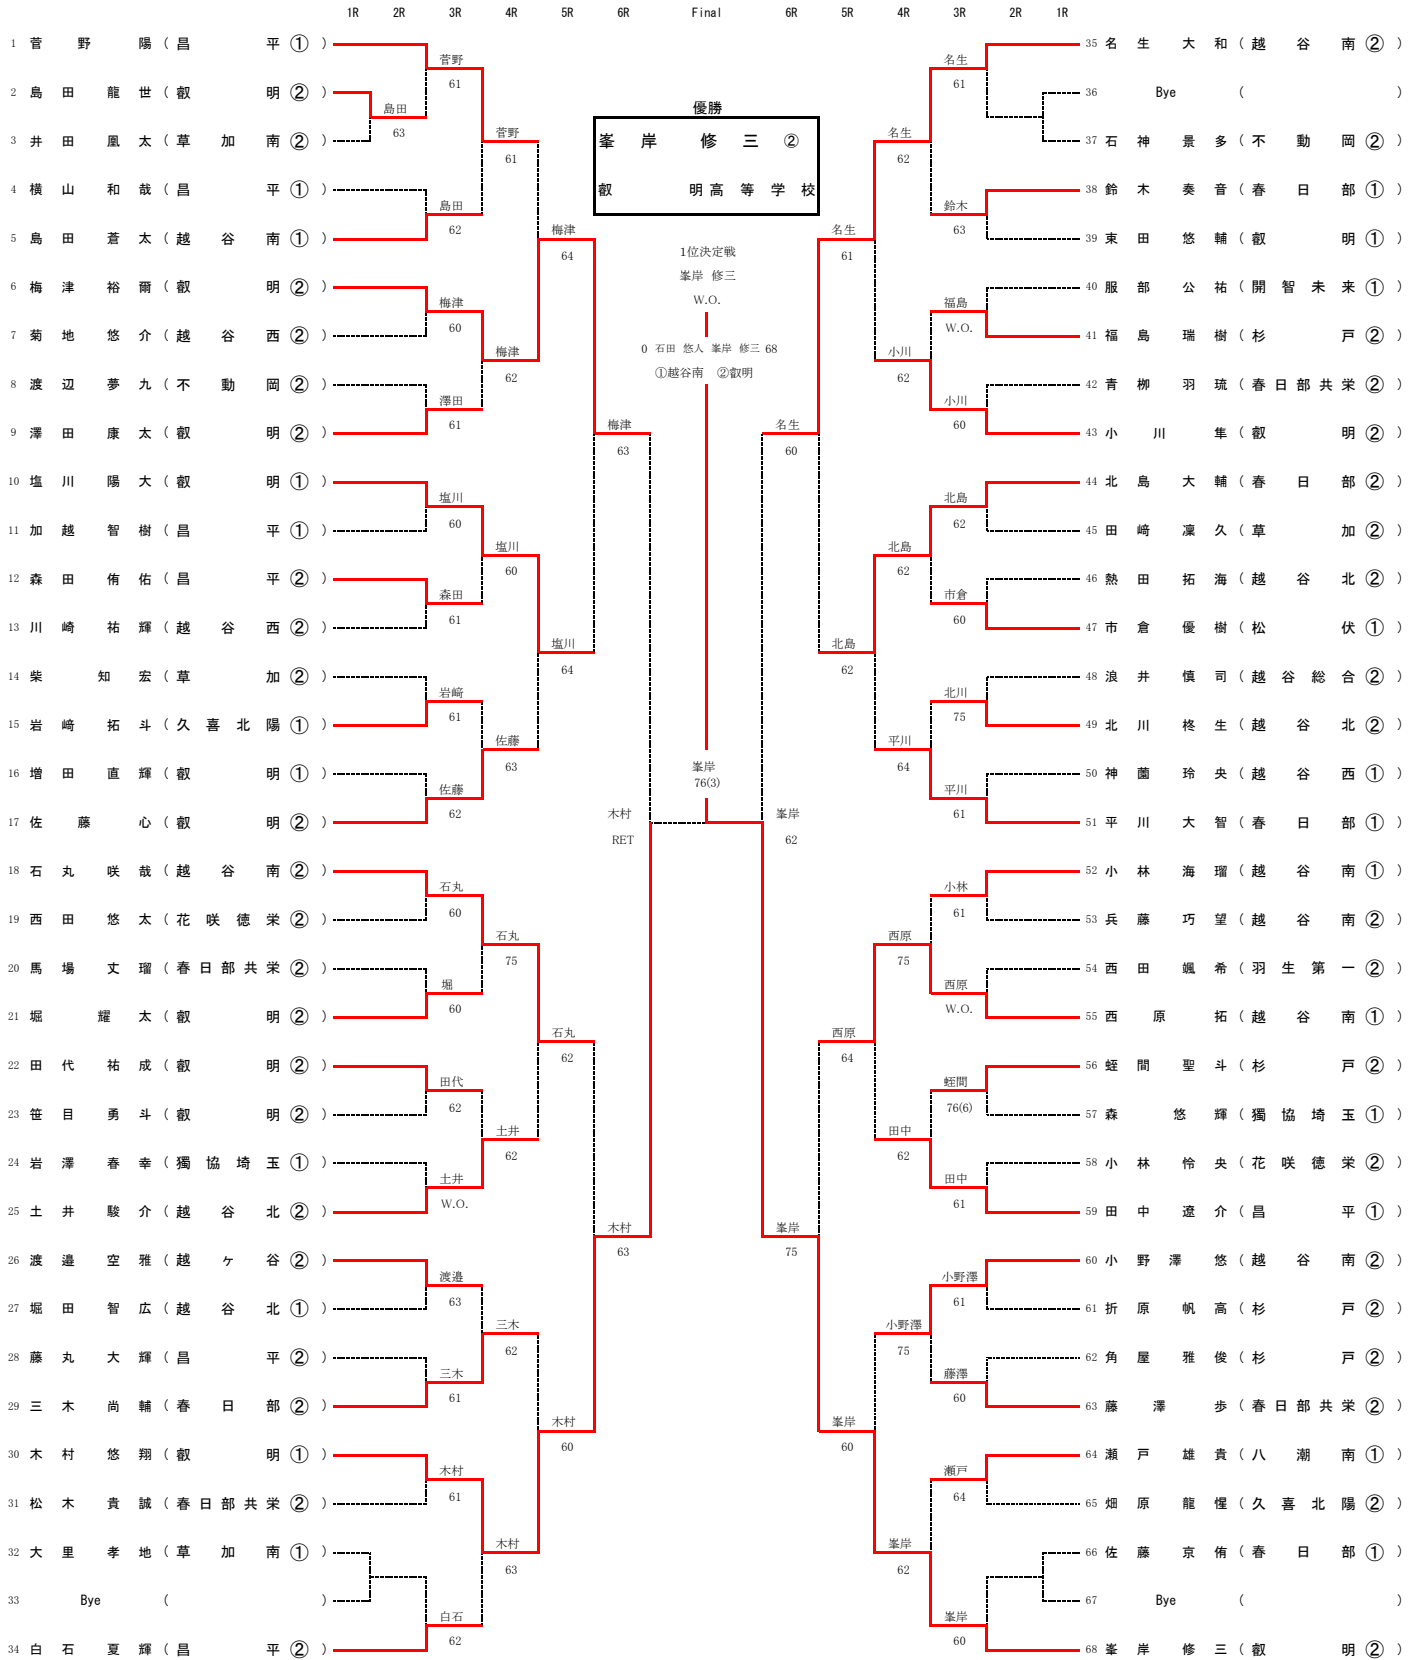 1R 2R 3R 4R 5R 6R Final 6R 5R 4R 3R 2R 1R
1 菅野 陽 (昌平①)
2 島田 龍世 (叡明②)
3 井田 凰太 (草加南②)
4 横山 和哉 (昌平①)
5 島田 蒼太 (越谷南①)
6 梅津 裕爾 (叡明②)
7 菊地 悠介 (越谷西②)
8 渡辺 夢九 (不動岡②)
9 澤田 康太 (叡明②)
10 塩川 陽大 (叡明①)
11 加越 智樹 (昌平①)
12 森田 侑佑 (昌平②)
13 川崎 祐輝 (越谷西②)
14 柴 知宏 (草加②)
15 岩﨑 拓斗 (久喜北陽①)
16 増田 直輝 (叡明①)
17 佐藤 心 (叡明②)
18 石丸 咲哉 (越谷南②)
19 西田 悠太 (花咲徳栄②)
20 馬場 丈瑠 (春日部共栄②)
21 堀 耀太 (叡明②)
22 田代 祐成 (叡明②)
23 笹目 勇斗 (叡明②)
24 岩澤 春幸 (獨協埼玉①)
25 土井 駿介 (越谷北②)
26 渡邉 空雅 (越ヶ谷②)
27 堀田 智広 (越谷北①)
28 藤丸 大輝 (昌平②)
29 三木 尚輔 (春日部②)
30 木村 悠翔 (叡明①)
31 松木 貴誠 (春日部共栄②)
32 大里 孝地 (草加南①)
33 Bye ( )
34 白石 夏輝 (昌平②)
島田
63
菅野
61
島田
62
梅津
60
澤田
61
塩川
60
森田
61
岩﨑
61
佐藤
62
石丸
60
堀
60
田代
62
土井
W.O.
渡邉
63
三木
61
木村
61
白石
62
菅野
61
梅津
62
塩川
60
佐藤
63
石丸
75
土井
62
三木
62
木村
63
梅津
64
塩川
64
石丸
62
木村
60
梅津
63
木村
63
木村
RET
優勝
峯岸 修三 ②
叡明高等学校
1位決定戦
峯岸 修三
W.O.
0 石田 悠人 峯岸 修三 68
①越谷南 ②叡明
峯岸
76(3)
峯岸
62
名生
60
峯岸
75
名生
61
北島
62
西原
64
峯岸
60
名生
62
小川
62
北島
62
平川
64
西原
75
田中
62
小野澤
75
峯岸
62
名生
61
鈴木
63
福島
W.O.
小川
60
北島
62
市倉
60
北川
75
平川
61
小林
61
西原
W.O.
蛭間
76(6)
田中
61
小野澤
61
藤澤
60
瀬戸
64
峯岸
60
35 名生 大和 (越谷南②)
36 Bye ( )
37 石神 景多 (不動岡②)
38 鈴木 奏音 (春日部①)
39 東田 悠輔 (叡明①)
40 服部 公祐 (開智未来①)
41 福島 瑞樹 (杉戸②)
42 青柳 羽琉 (春日部共栄②)
43 小川 隼 (叡明②)
44 北島 大輔 (春日部②)
45 田﨑 凜久 (草加②)
46 熱田 拓海 (越谷北②)
47 市倉 優樹 (松伏①)
48 浪井 慎司 (越谷総合②)
49 北川 柊生 (越谷北②)
50 神薗 玲央 (越谷西①)
51 平川 大智 (春日部①)
52 小林 海瑠 (越谷南①)
53 兵藤 巧望 (越谷南②)
54 西田 颯希 (羽生第一②)
55 西原 拓 (越谷南①)
56 蛭間 聖斗 (杉戸②)
57 森 悠輝 (獨協埼玉①)
58 小林 怜央 (花咲徳栄②)
59 田中 遼介 (昌平①)
60 小野澤 悠 (越谷南②)
61 折原 帆高 (杉戸②)
62 角屋 雅俊 (杉戸②)
63 藤澤 歩 (春日部共栄②)
64 瀬戸 雄貴 (八潮南①)
65 畑原 龍惺 (久喜北陽②)
66 佐藤 京侑 (春日部①)
67 Bye ( )
68 峯岸 修三 (叡明②)